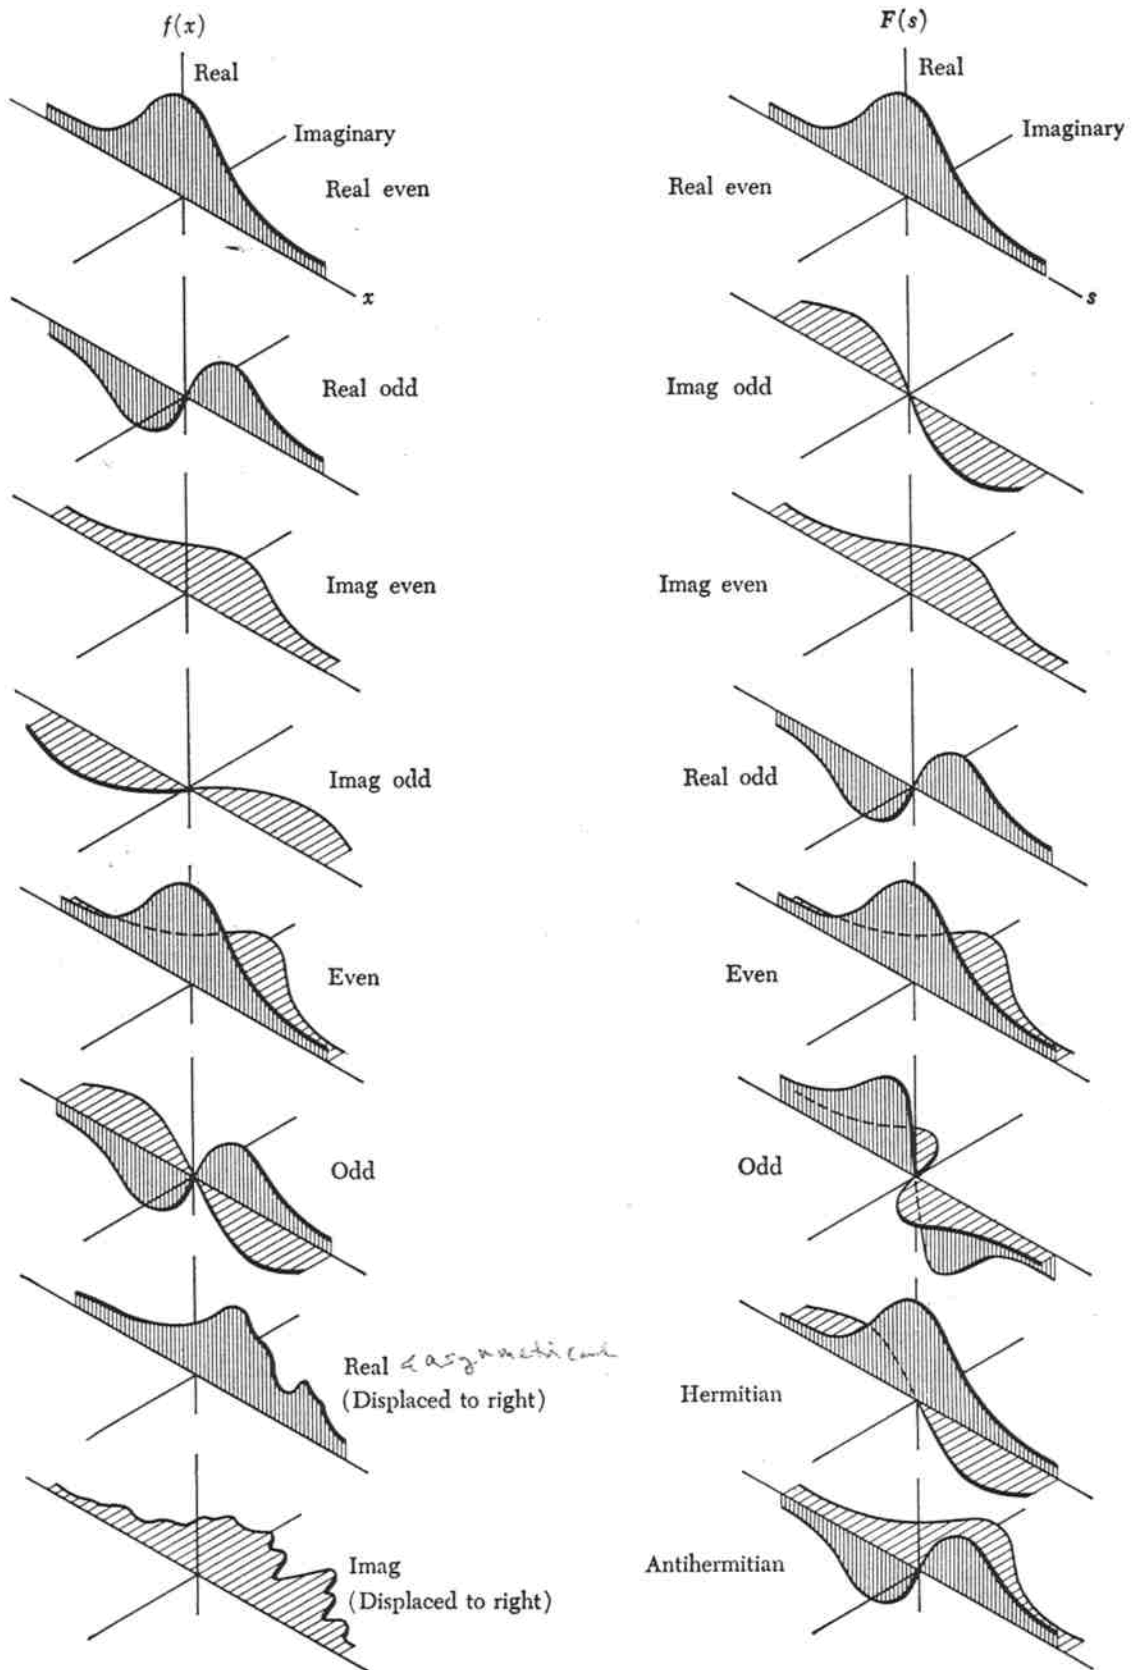 f(x)
F(s)
Real
Real
Imaginary
Imaginary
Real even
Real even
x
s
Real odd
Imag odd
Imag even
Imag even
Imag odd
Real odd
Even
Even
Odd
Odd
Real & asymmetrical
(Displaced to right)
Hermitian
Imag
(Displaced to right)
Antihermitian